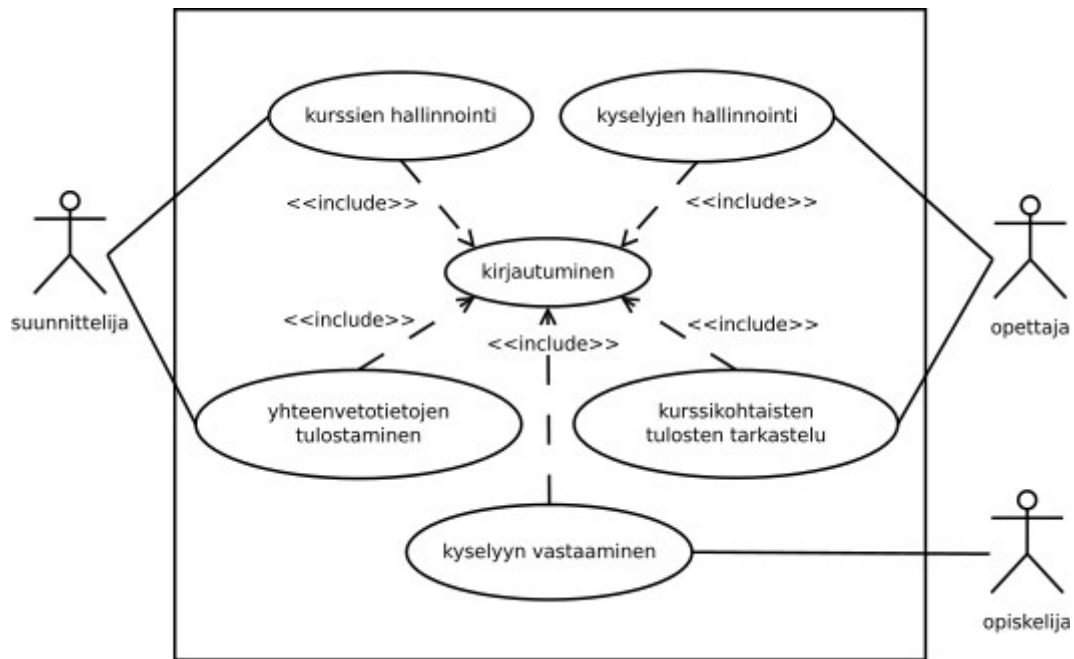 kurssien hallinnointi
kyselyjen hallinnointi
<<include>>
<<include>>
kirjautuminen
suunnittelija
opettaja
<<include>>
<<include>>
<<include>>
yhteenvetotietojen
tulostaminen
kurssikohtaisten
tulosten tarkastelu
kyselyyn vastaaminen
opiskelija